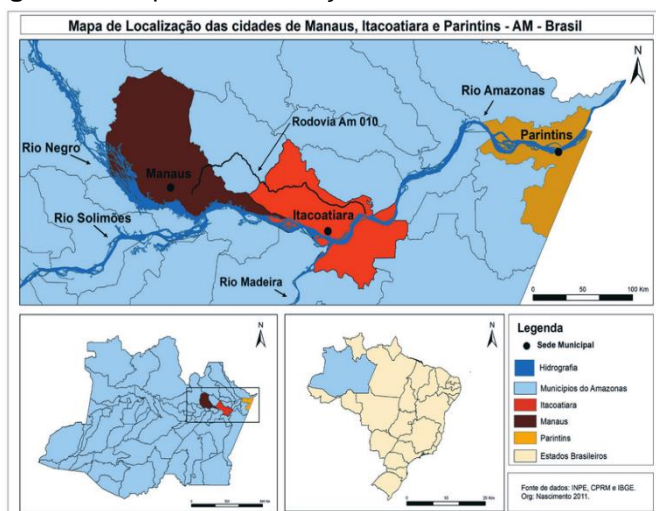 Mapa de Localização das cidades de Manaus, Itacoatiara e Parintins - AM - Brasil
N
Rio Amazonas
Rodovia Am 010
Parintins
Rio Negro
Manaus
Rio Solimões
Itacoatiara
Rio Madeira
0 50 100 Km
N
N
Legenda
Sede Municipal
Hidrografia
Municípios do Amazonas
Itacoatiara
Manaus
Parintins
Estados Brasileiros
Fonte de dados: INPE, CPRM e IBGE.
Org: Nascimento 2011.